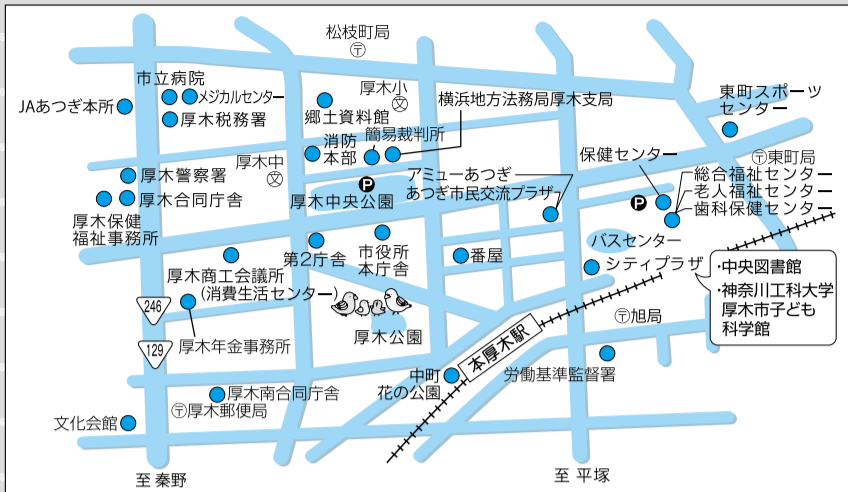 松枝町局
〒
市立病院
メジカルセンター
JAあつぎ本所
厚木税務署
郷土資料館
厚木小
文
横浜地方法務局厚木支局
東町スポーツ
センター
消防
本部
簡易裁判所
厚木中
文
厚木警察署
厚木合同庁舎
厚木保健
福祉事務所
P
厚木中央公園
アミューあつぎ
あつぎ市民交流プラザ
保健センター
〒東町局
総合福祉センター
老人福祉センター
歯科保健センター
P
バスセンター
シティプラザ
・中央図書館
・神奈川工科大学
厚木市子ども
科学館
厚木商工会議所
(消費生活センター)
第2庁舎
市役所
本庁舎
番屋
246
129
厚木年金事務所
厚木公園
本厚木駅
〒旭局
労働基準監督署
中町
花の公園
厚木南合同庁舎
〒厚木郵便局
文化会館
至 秦野
至 平塚